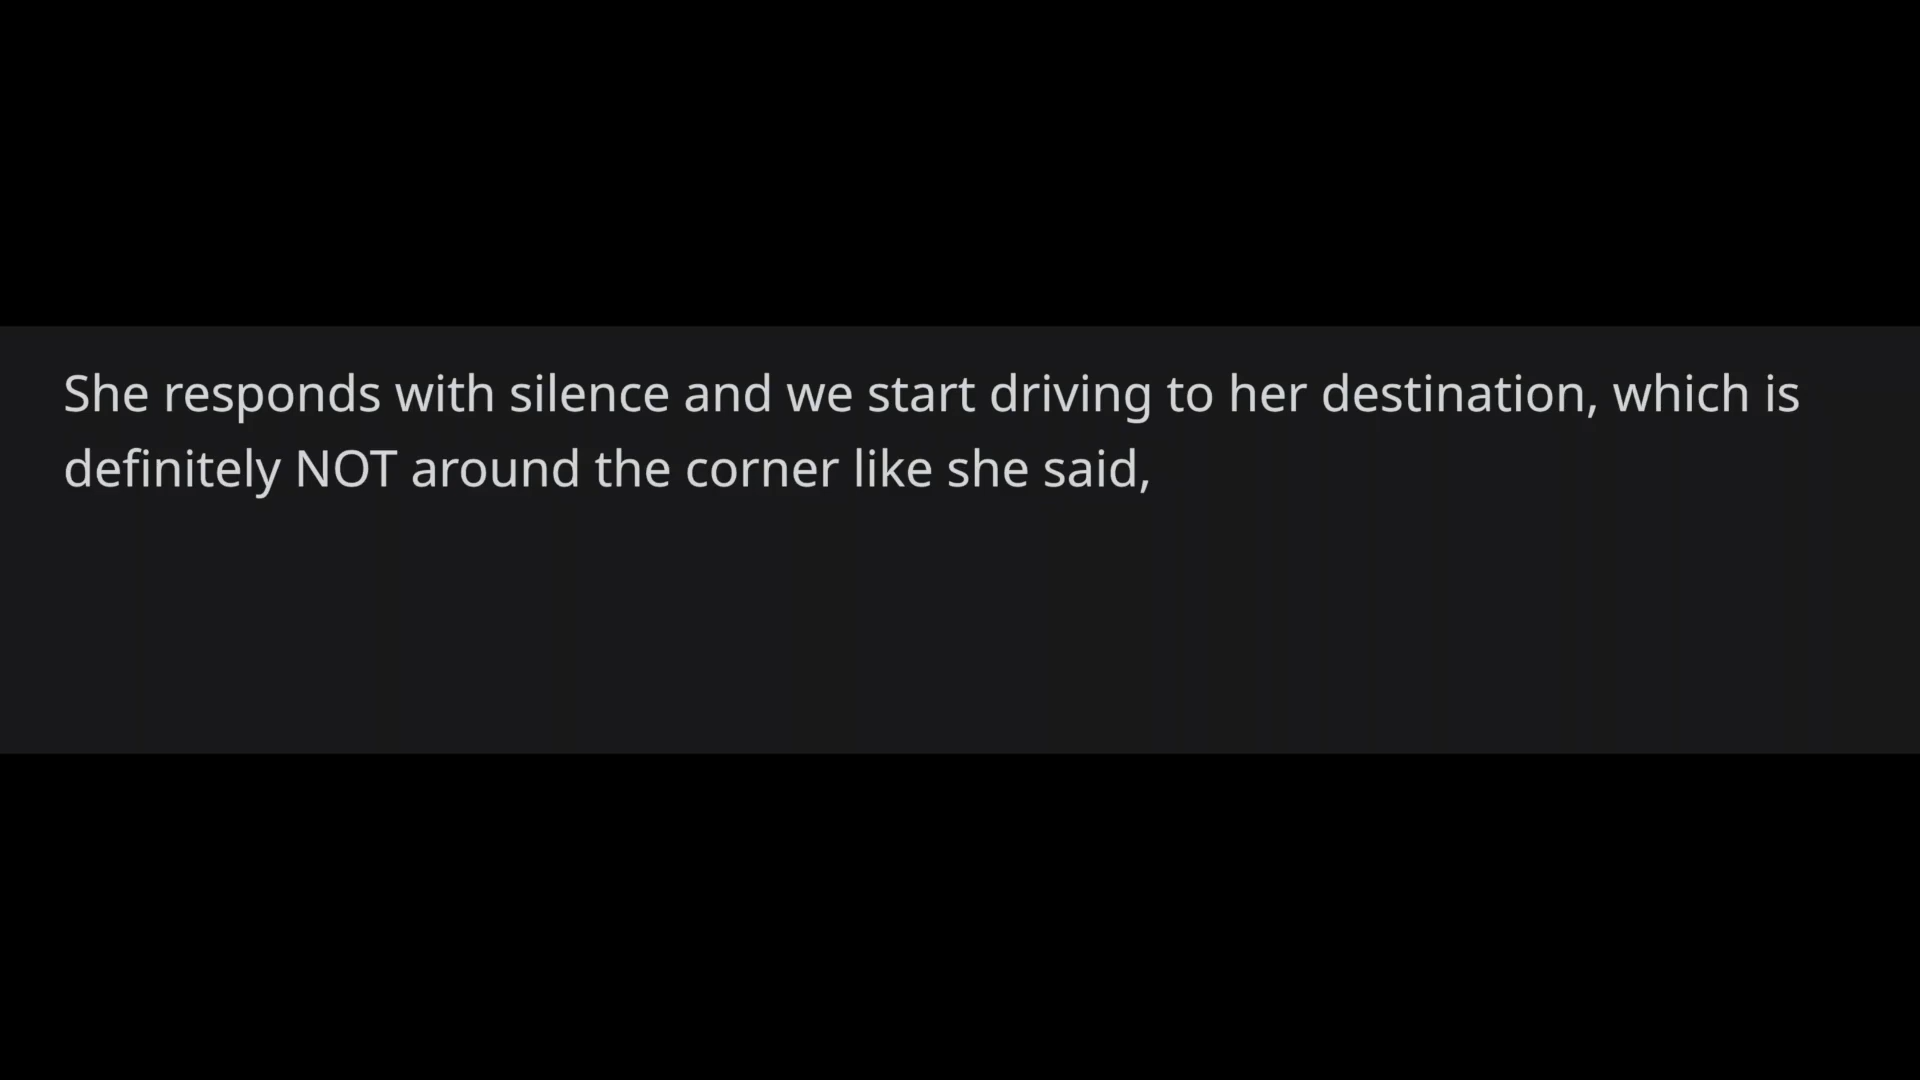 She responds with silence and we start driving to her destination, which is
definitely NOT around the corner like she said,